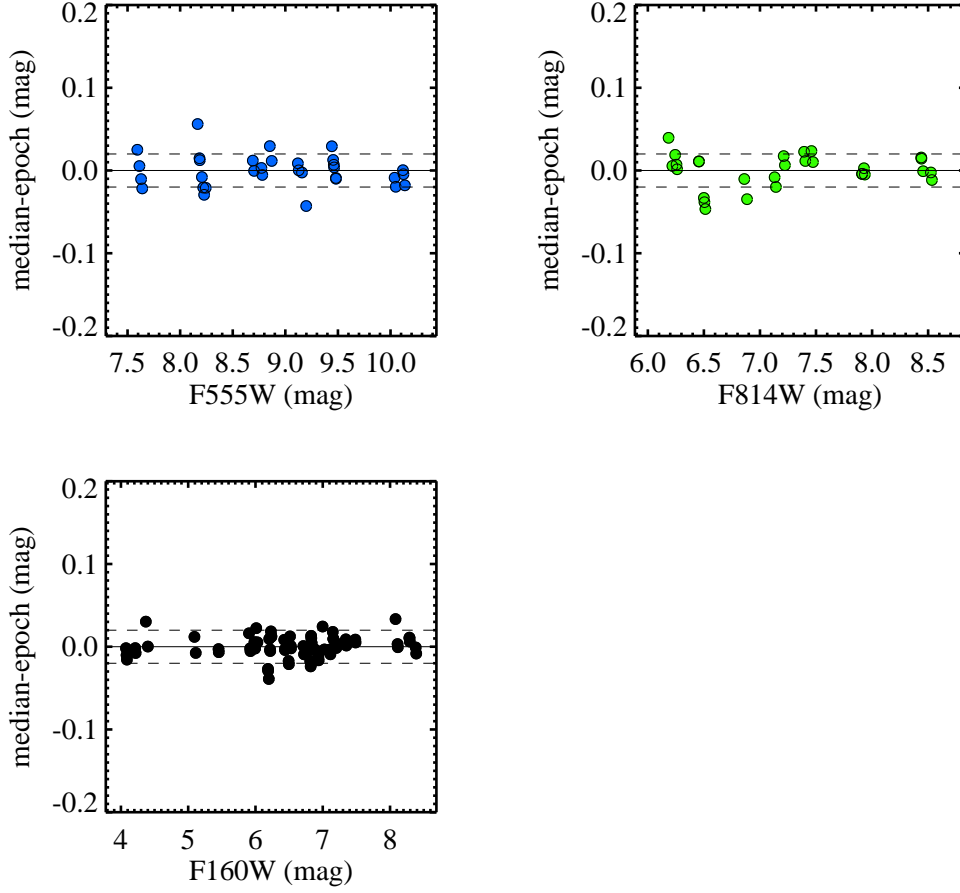 0.2
0.1
0.0
-0.1
-0.2
median-epoch (mag)
7.5 8.0 8.5 9.0 9.5 10.0
F555W (mag)
0.2
0.1
0.0
-0.1
-0.2
median-epoch (mag)
6.0 6.5 7.0 7.5 8.0 8.5
F814W (mag)
0.2
0.1
0.0
-0.1
-0.2
median-epoch (mag)
4 5 6 7 8
F160W (mag)